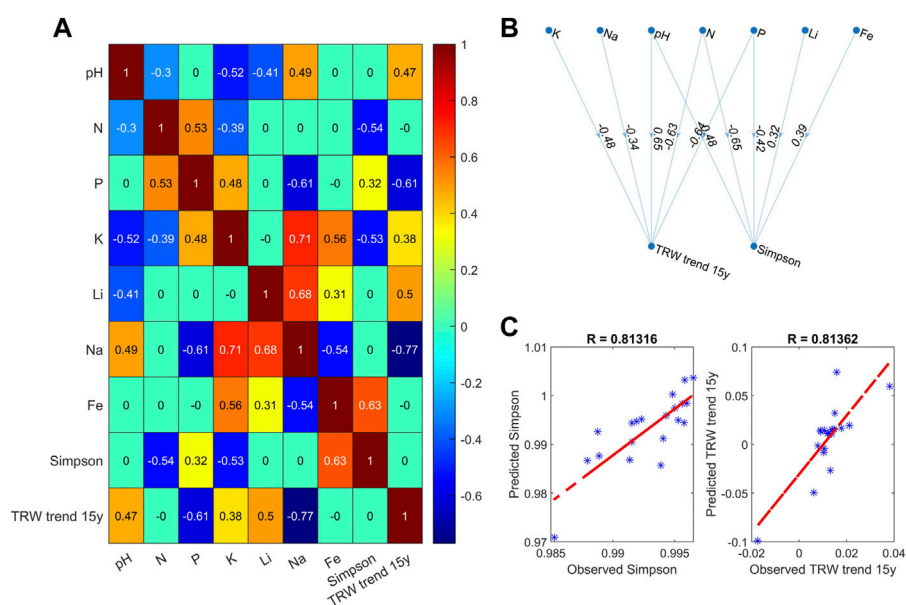 A
pH
N
P
K
Li
Na
Fe
Simpson
TRW trend 15y
1 -0.3 0 -0.52 -0.41 0.49 0 0 0.47
-0.3 1 0.53 -0.39 0 0 0 -0.54 -0
0 0.53 1 0.48 0 -0.61 -0 0.32 -0.61
-0.52 -0.39 0.48 1 -0 0.71 0.56 -0.53 0.38
-0.41 0 0 -0 1 0.68 0.31 0 0.5
0.49 0 -0.61 0.71 0.68 1 -0.54 0 -0.77
0 0 -0 0.56 0.31 -0.54 1 0.63 -0
0 -0.54 0.32 -0.53 0 0 0.63 1 0
0.47 -0 -0.61 0.38 0.5 -0.77 -0 0 1
pH N P K Li Na Fe Simpson TRW trend 15y
1
0.8
0.6
0.4
0.2
0
-0.2
-0.4
-0.6
B
K Na pH N P Li Fe
-0.48 -0.34 -0.63 -0.64 -0.65 -0.42 0.32 0.39
TRW trend 15y Simpson
C
R = 0.81316
1.01
1
0.99
0.98
0.97
0.985 0.99 0.995
Predicted Simpson
Observed Simpson
R = 0.81362
0.1
0.05
0
-0.05
-0.1
-0.02 0 0.02 0.04
Predicted TRW trend 15y
Observed TRW trend 15y